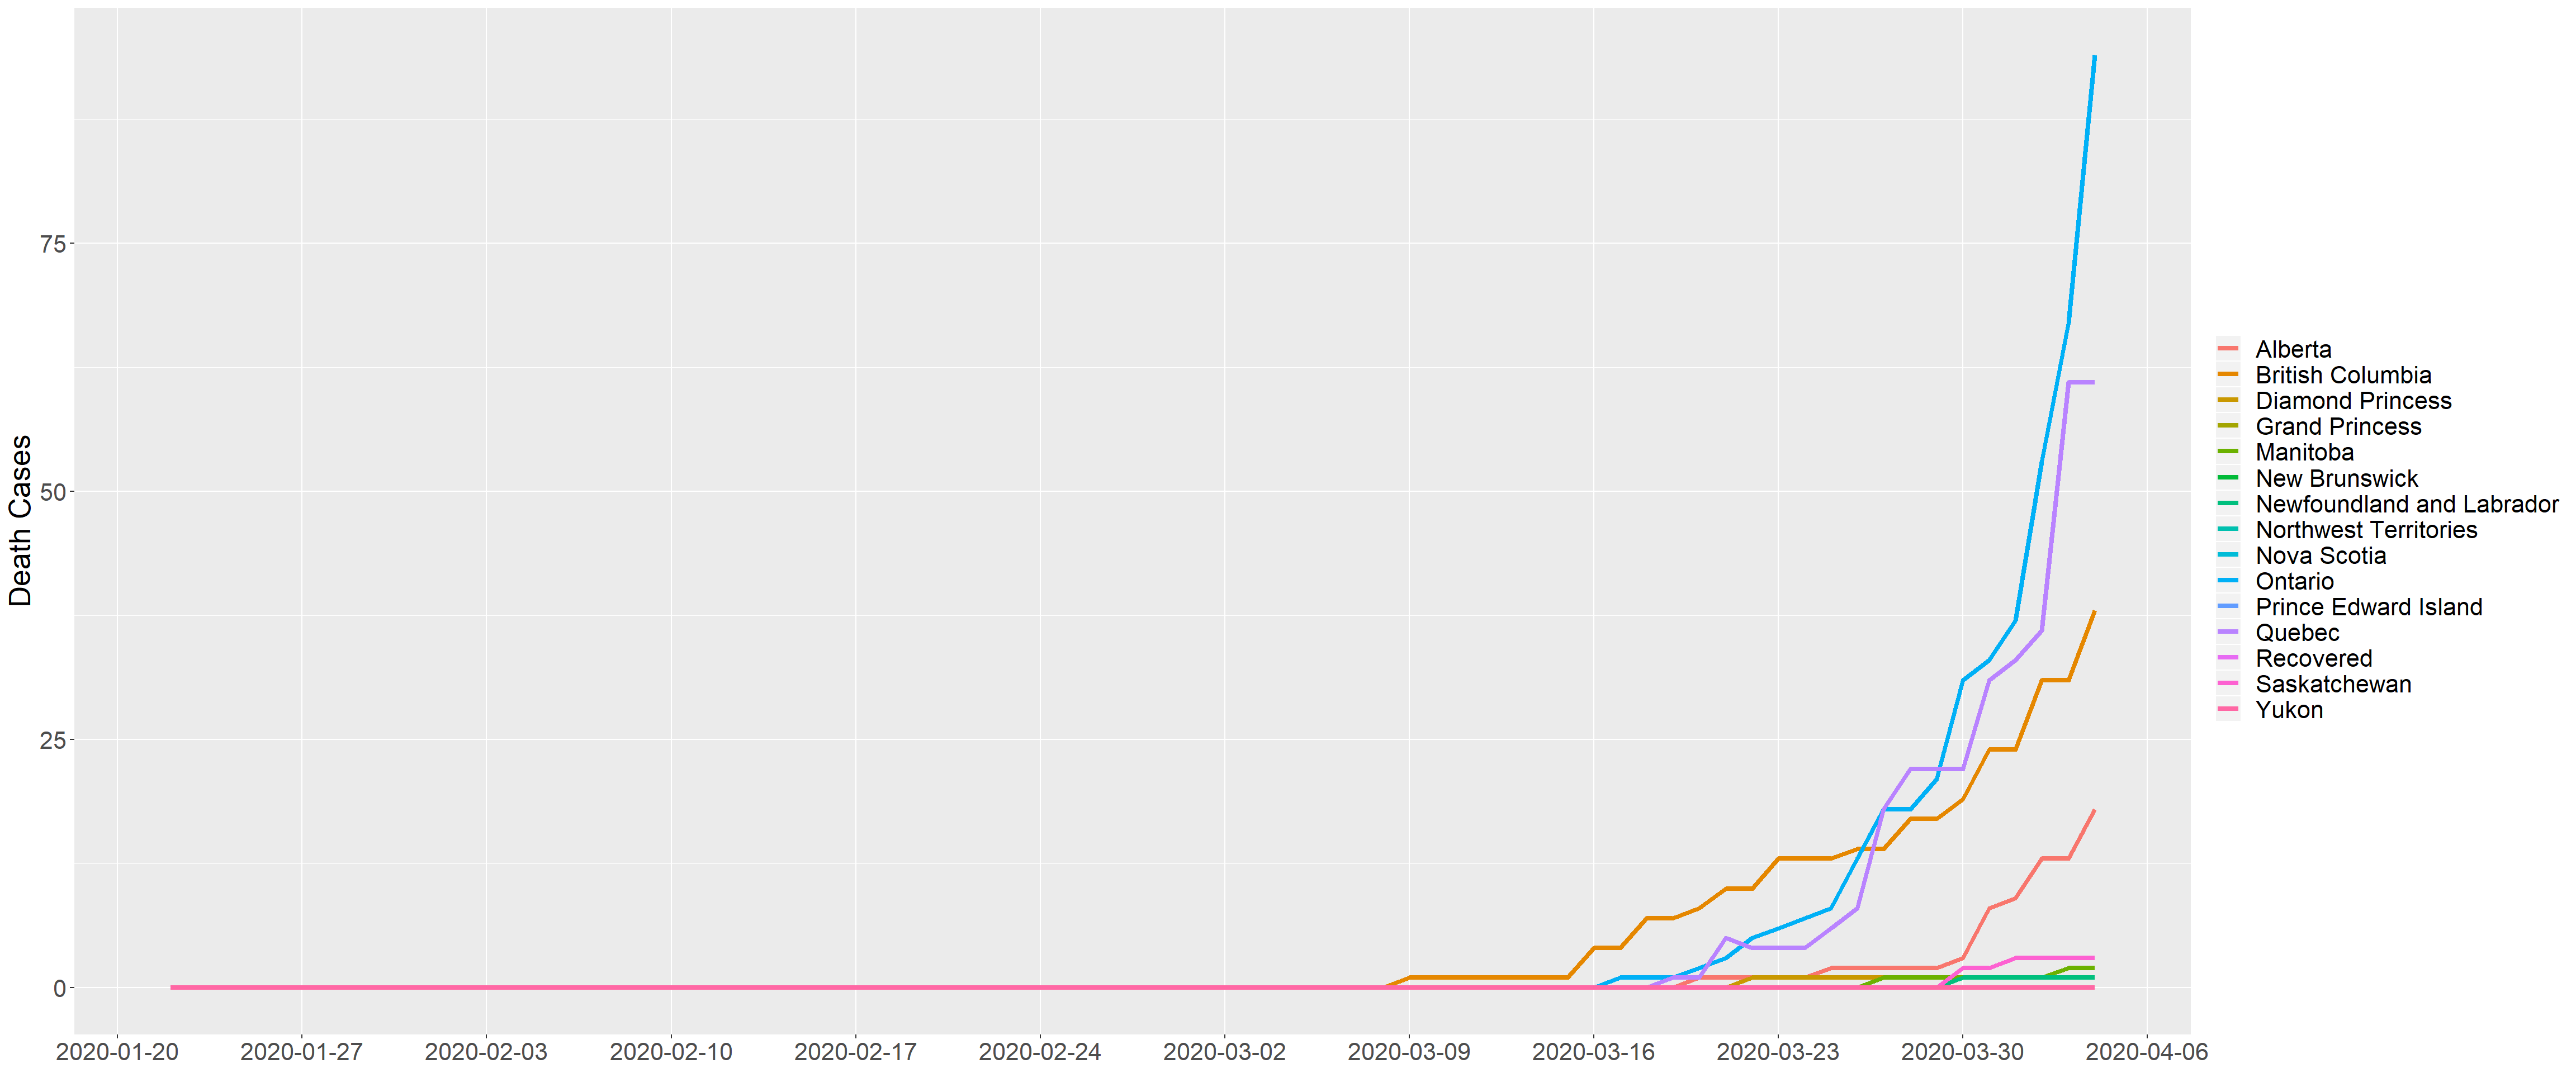 Death Cases
75
50
25
0
2020-01-20 2020-01-27 2020-02-03 2020-02-10 2020-02-17 2020-02-24 2020-03-02 2020-03-09 2020-03-16 2020-03-23 2020-03-30 2020-04-06
Alberta
British Columbia
Diamond Princess
Grand Princess
Manitoba
New Brunswick
Newfoundland and Labrador
Northwest Territories
Nova Scotia
Ontario
Prince Edward Island
Quebec
Recovered
Saskatchewan
Yukon